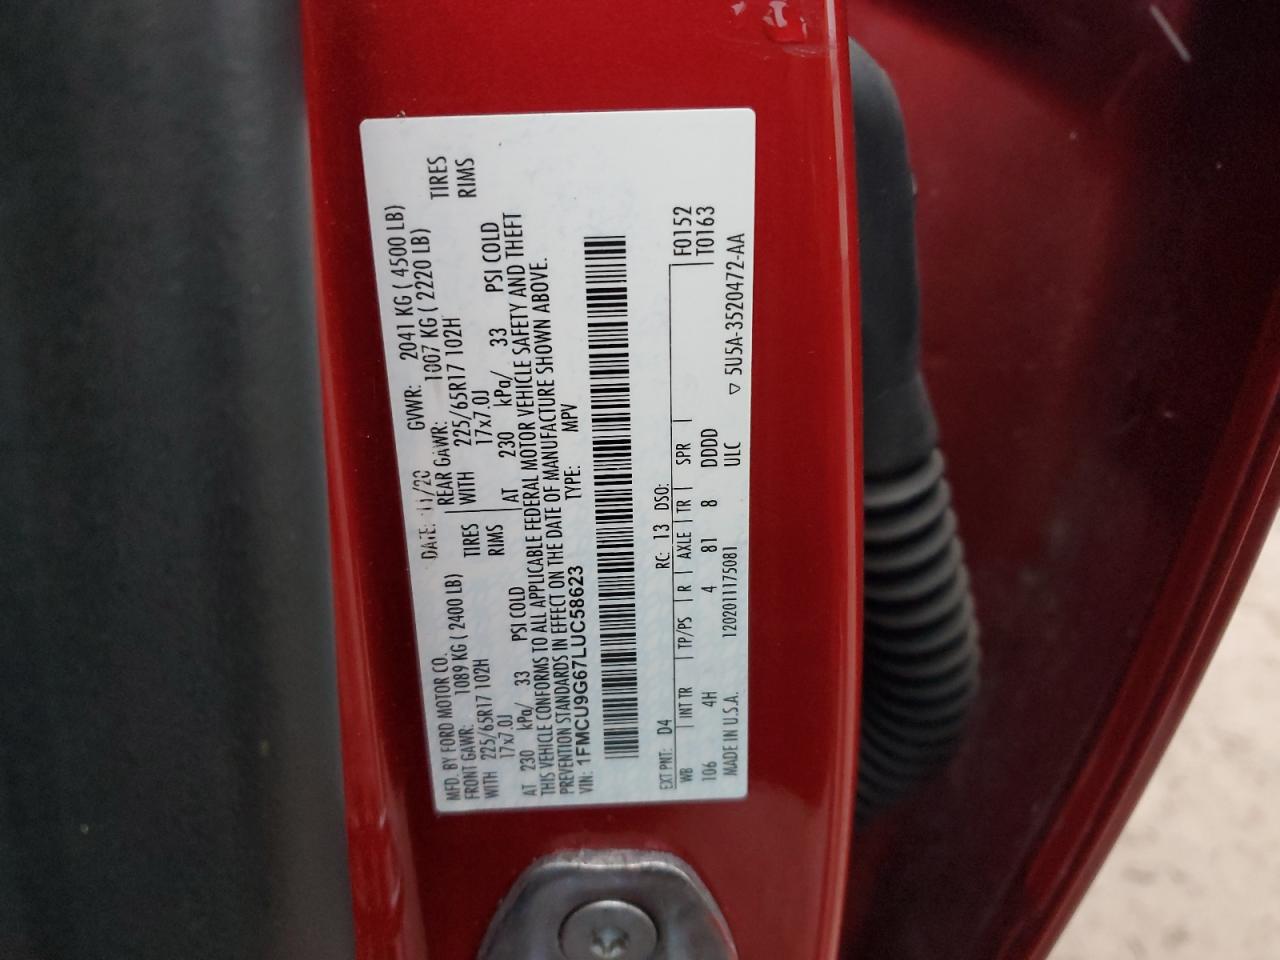 MFD. BY FORD MOTOR CO.
DATE: 11/20 GVWR: 2041 KG ( 4500 LB)
FRONT GAWR: 1089 KG ( 2400 LB) REAR GAWR: 1007 KG ( 2220 LB)
WITH 225/65R17 102H TIRES WITH 225/65R17 102H TIRES
17x7.0J RIMS 17x7.0J RIMS
AT 230 kPa/ 33 PSI COLD AT 230 kPa/ 33 PSI COLD
THIS VEHICLE CONFORMS TO ALL APPLICABLE FEDERAL MOTOR VEHICLE SAFETY AND THEFT
PREVENTION STANDARDS IN EFFECT ON THE DATE OF MANUFACTURE SHOWN ABOVE.
VIN: 1FMCU9G67LUC58623 TYPE: MPV
EXT PNT: D4 RC: 13 DSO: F0152
WB INT TR TP/PS R AXLE TR SPR T0163
106 4H 4 81 8 DDDD
MADE IN U.S.A. 1202011175081 ULC ▽ 5U5A-3520472-AA